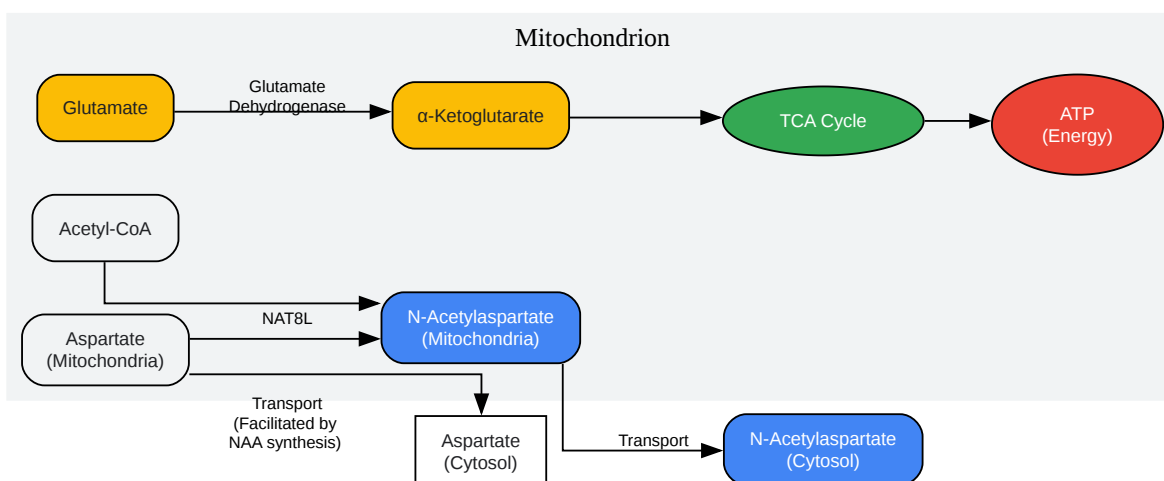 Mitochondrion
Glutamate
Glutamate
Dehydrogenase
α-Ketoglutarate
TCA Cycle
ATP
(Energy)
Acetyl-CoA
NAT8L
Aspartate
(Mitochondria)
N-Acetylaspartate
(Mitochondria)
Transport
(Facilitated by
NAA synthesis)
Aspartate
(Cytosol)
Transport
N-Acetylaspartate
(Cytosol)